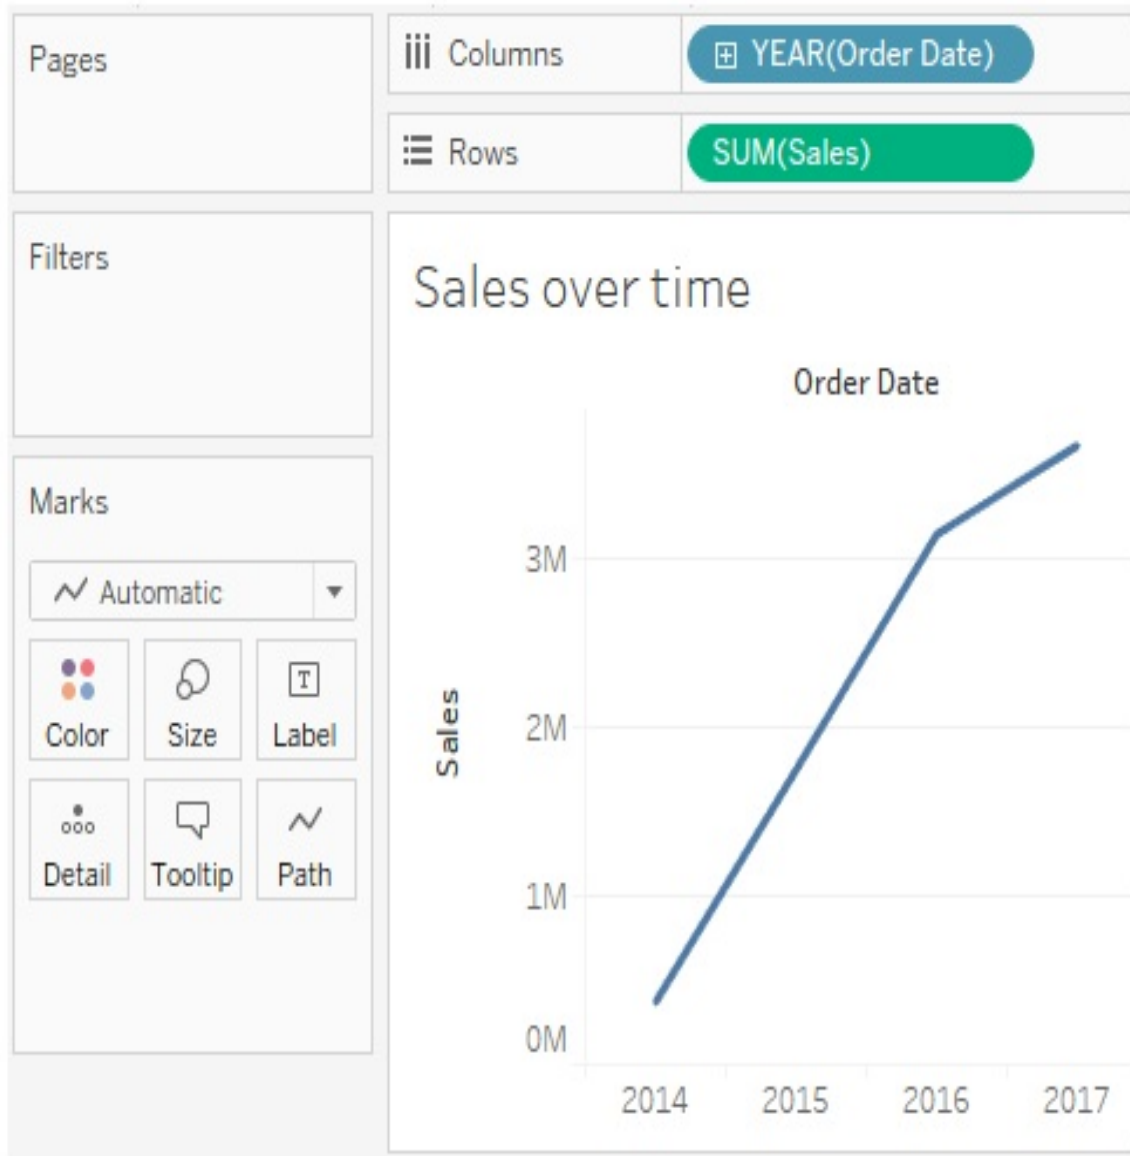 Pages
Columns
YEAR(Order Date)
Rows
SUM(Sales)
Filters
Sales over time
Order Date
Marks
Automatic
Color
Size
T
Label
Detail
Tooltip
Path
Sales
3M
2M
1M
0M
2014
2015
2016
2017